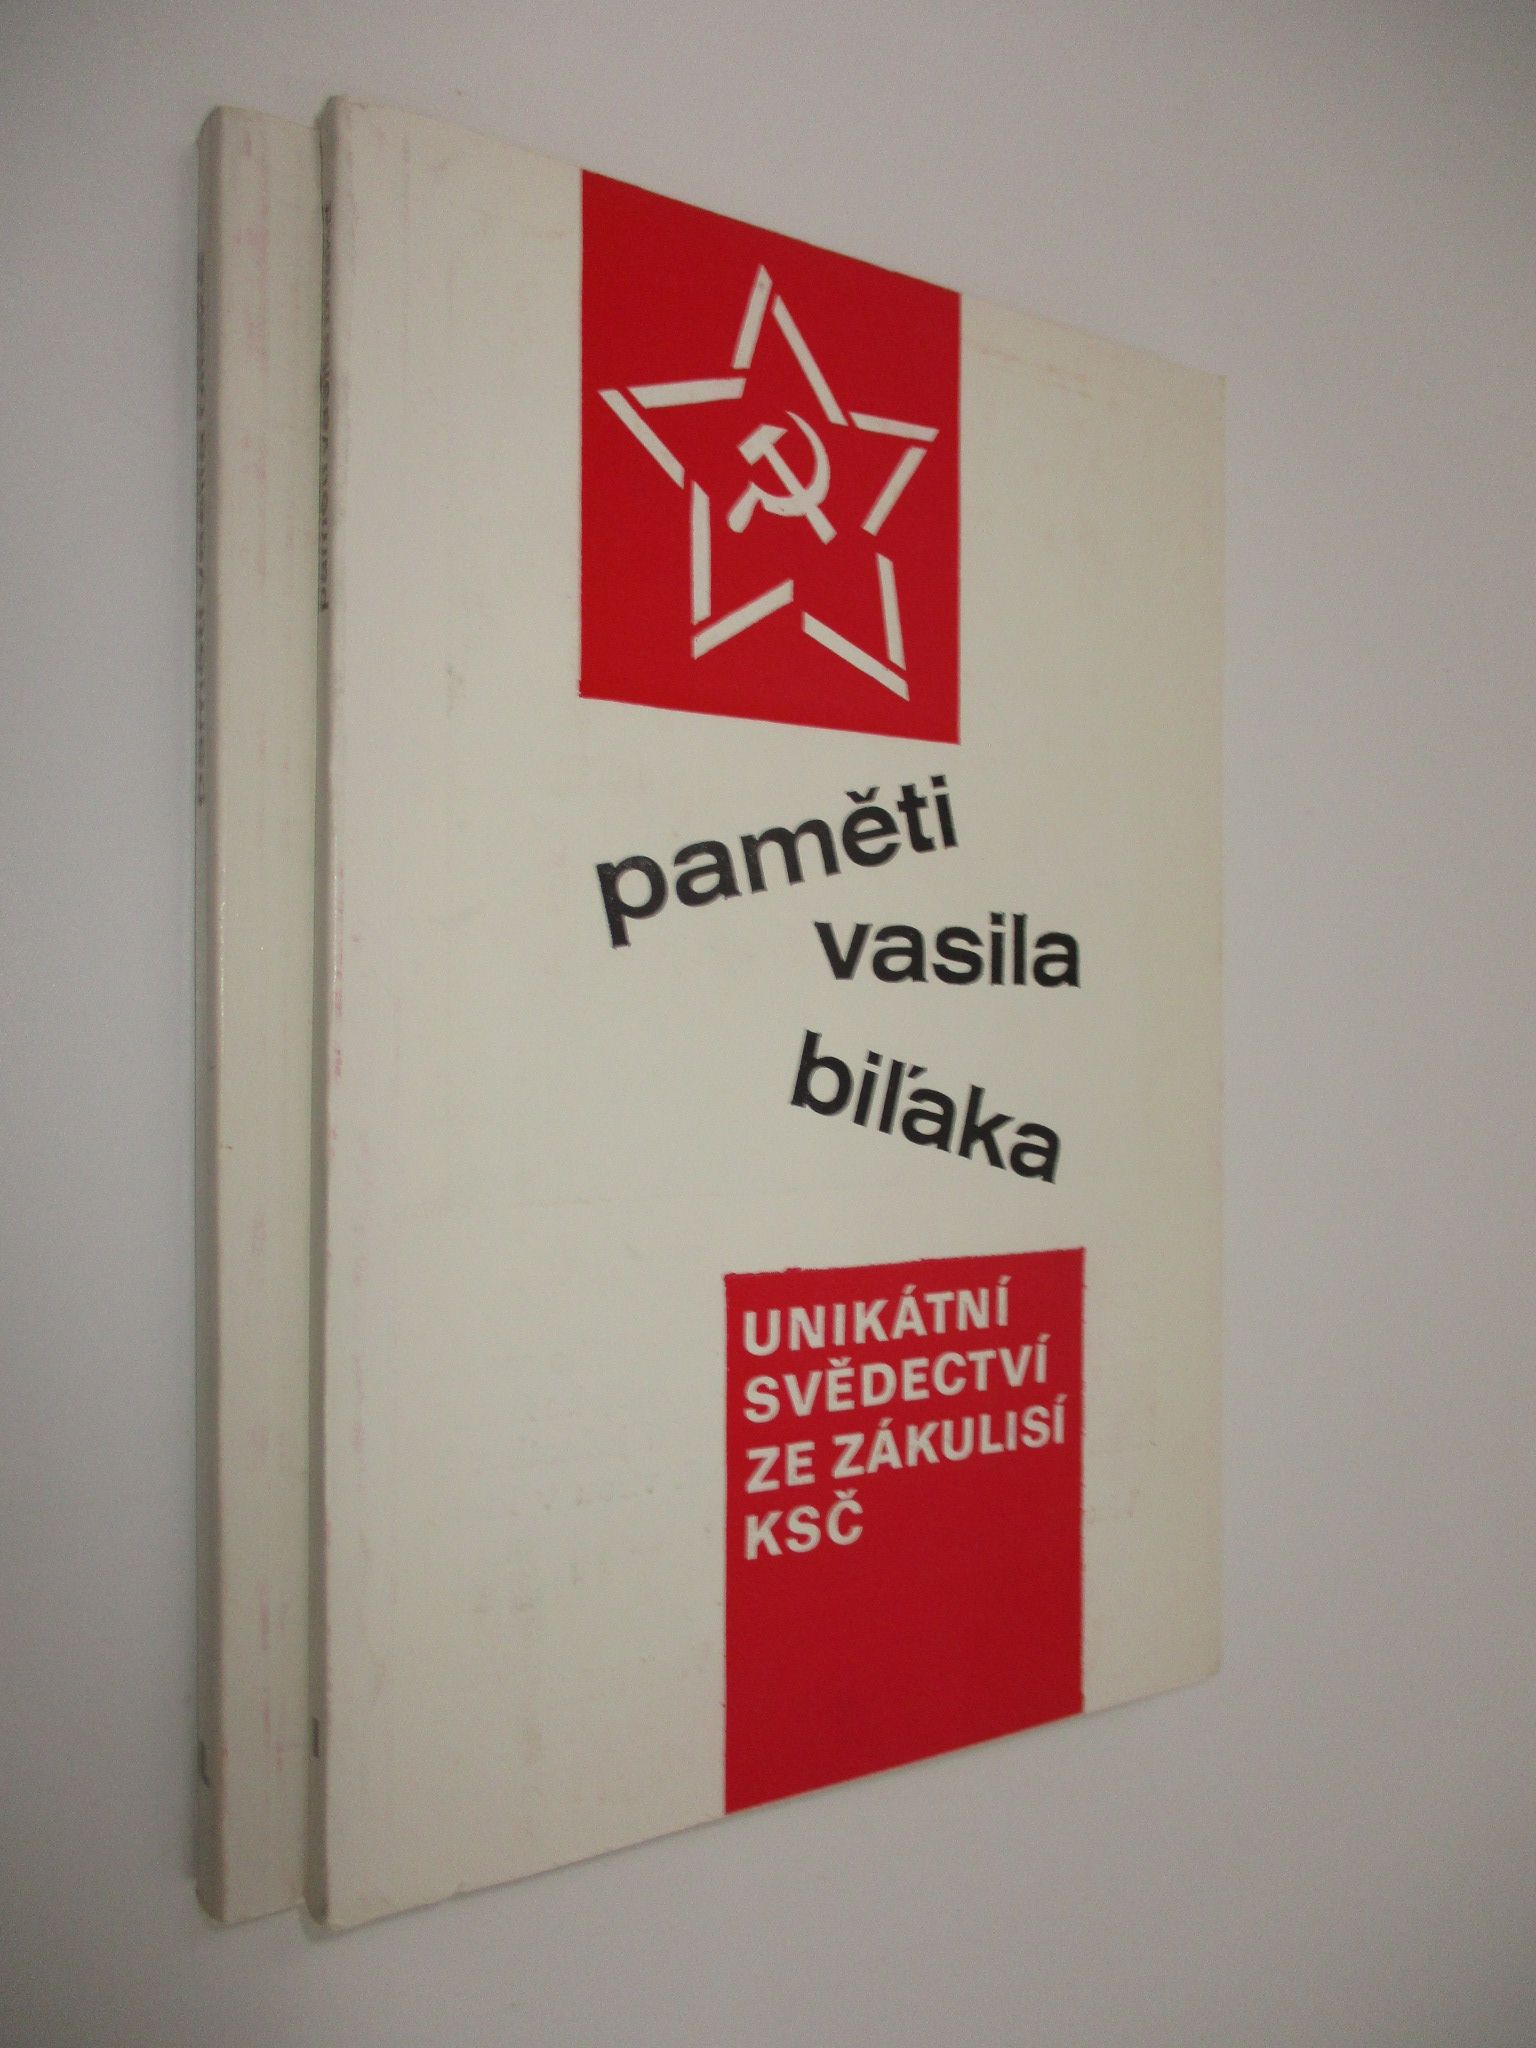 paměti
vasila
biľaka
UNIKÁTNÍ
SVĚDECTVÍ
ZE ZÁKULISÍ
KSČ